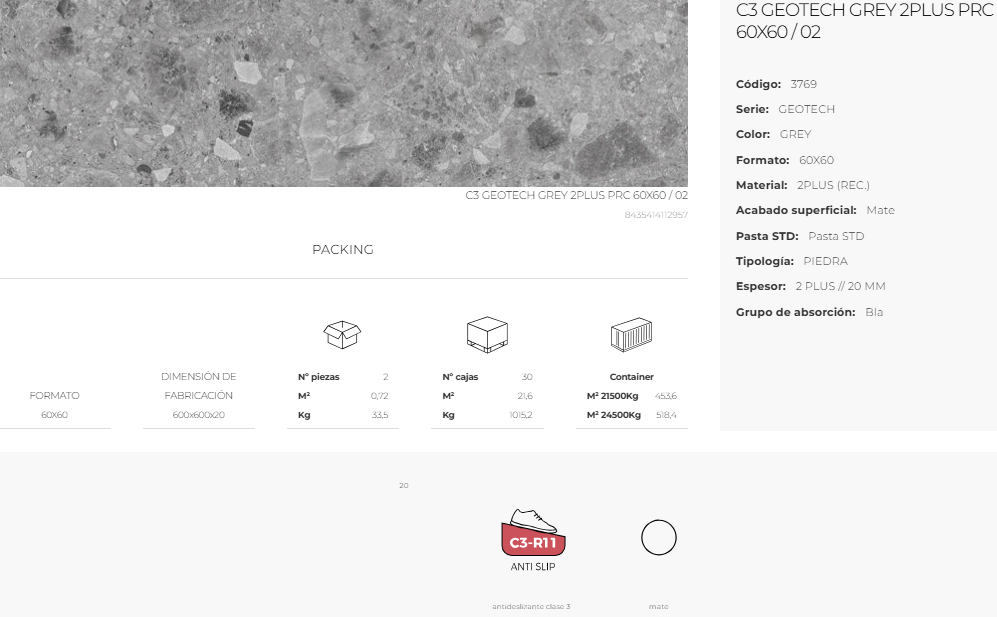 C3 GEOTECH GREY 2PLUS PRC
60X60 / 02
Código: 3769
Serie: GEOTECH
Color: GREY
Formato: 60X60
Material: 2PLUS (REC.)
Acabado superficial: Mate
Pasta STD: Pasta STD
Tipología: PIEDRA
Espesor: 2 PLUS // 20 MM
Grupo de absorción: BIa
C3 GEOTECH GREY 2PLUS PRC 60X60 / 02
8435414112957
PACKING
FORMATO
60X60
DIMENSIÓN DE
FABRICACIÓN
600x600x20
Nº piezas 2
M² 0,72
Kg 33,5
Nº cajas 30
M² 21,6
Kg 1015,2
Container
M² 21500Kg 453,6
M² 24500Kg 518,4
20
C3-R11
ANTI SLIP
antideslizante clase 3
mate